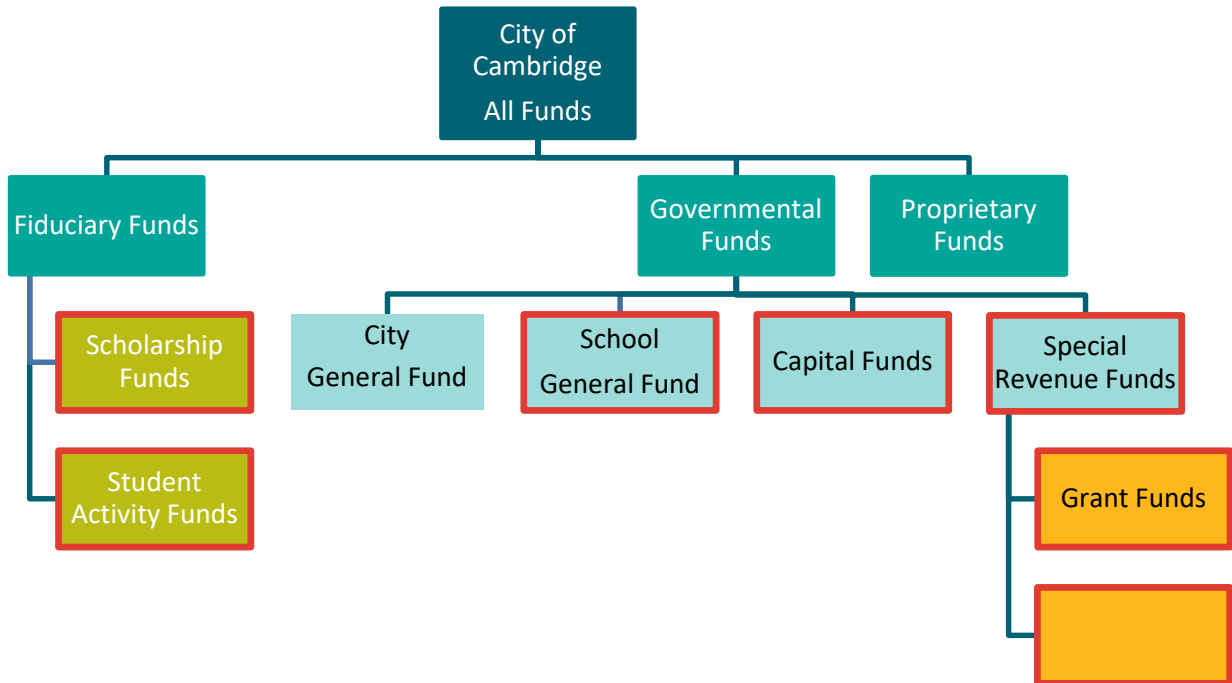 City of
Cambridge
All Funds
Fiduciary Funds
Governmental
Funds
Proprietary
Funds
Scholarship
Funds
City
General Fund
School
General Fund
Capital Funds
Special
Revenue Funds
Student
Activity Funds
Grant Funds